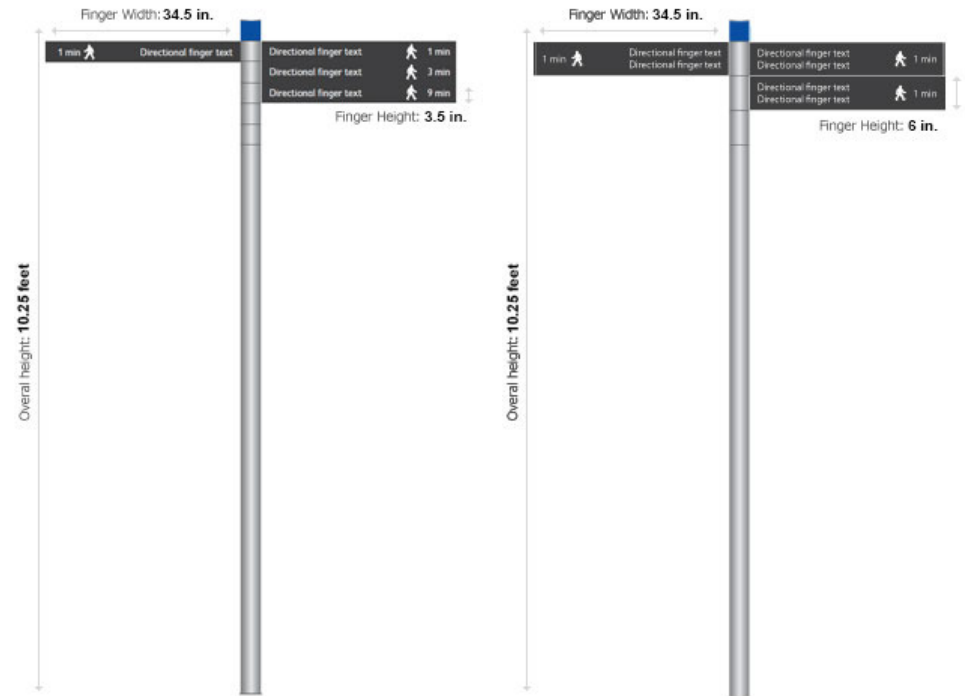 Finger Width: 34.5 in.
1 min Directional finger text
Directional finger text 1 min
Directional finger text 3 min
Directional finger text 9 min
Finger Height: 3.5 in.
Overal height: 10.25 feet
Finger Width: 34.5 in.
1 min Directional finger text
Directional finger text
Directional finger text 1 min
Directional finger text
Directional finger text 1 min
Directional finger text
Finger Height: 6 in.
Overal height: 10.25 feet